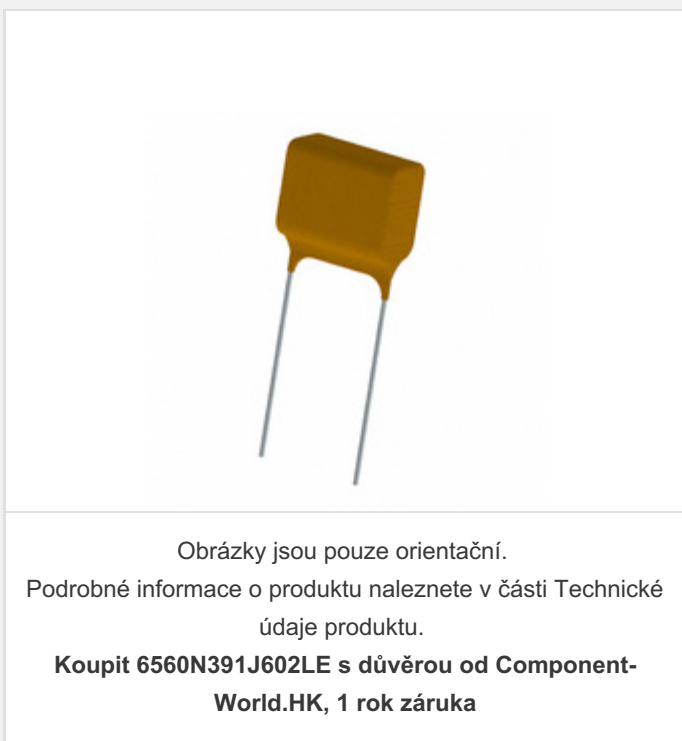 Obrázky jsou pouze orientační.
Podrobné informace o produktu naleznete v části Technické
údaje produktu.
Koupit 6560N391J602LE s důvěrou od Component-
World.HK, 1 rok záruka